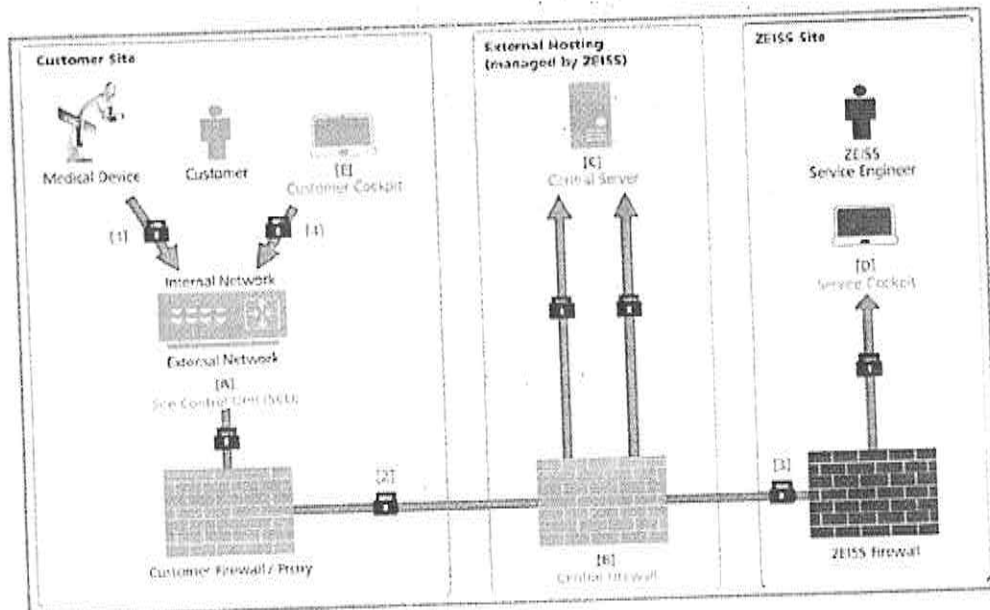 Customer Site
External Hosting
(managed by ZEISS)
ZEISS Site
Medical Device
Customer
[E]
Customer Cockpit
[C]
Central Server
ZEISS
Service Engineer
[1]
[4]
[D]
Service Cockpit
Internal Network
External Network
[A]
Site Control Unit (SCU)
[2]
[3]
Customer Firewall / Proxy
[B]
Central Firewall
ZEISS Firewall